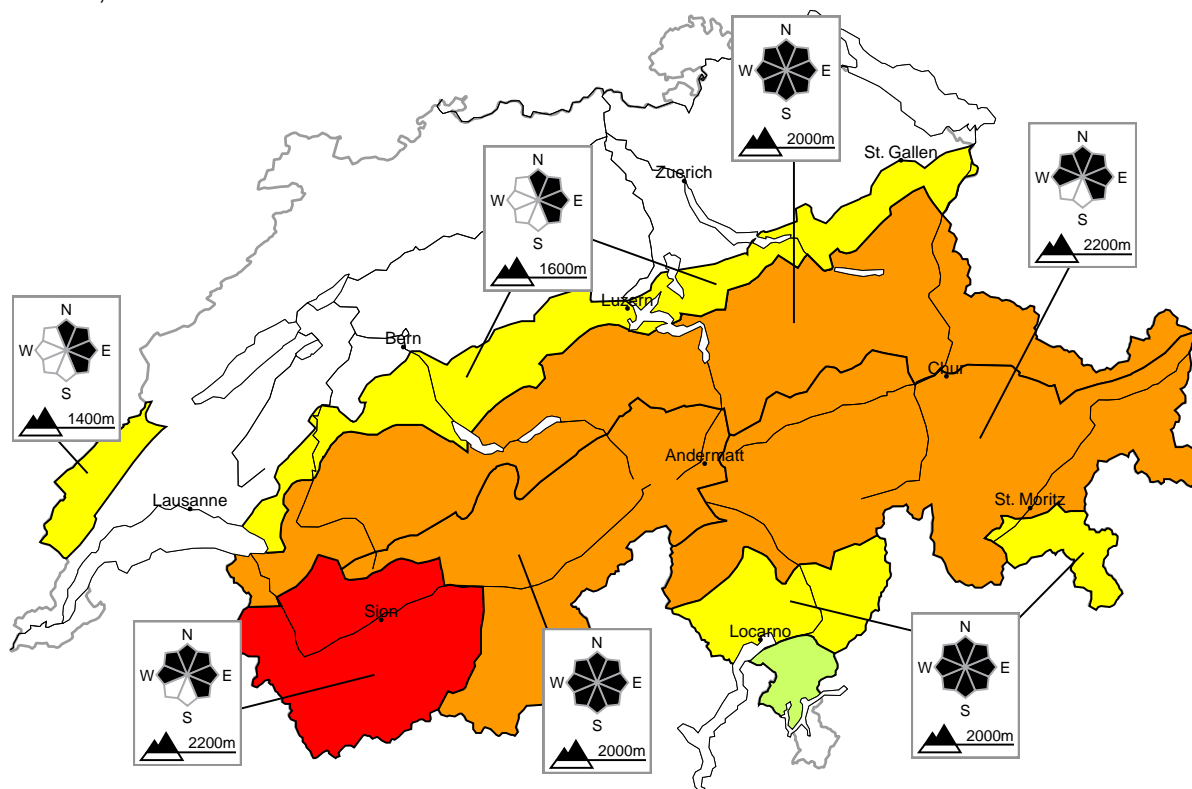 N
W E
S
2000m
St. Gallen
N
W E
S
2200m
Zuerich
N
W E
S
1600m
Luzern
N
W E
S
1400m
Bern
Chur
Andermatt
Lausanne
St. Moritz
Sion
Locarno
N
W E
S
2200m
N
W E
S
2000m
N
W E
S
2000m